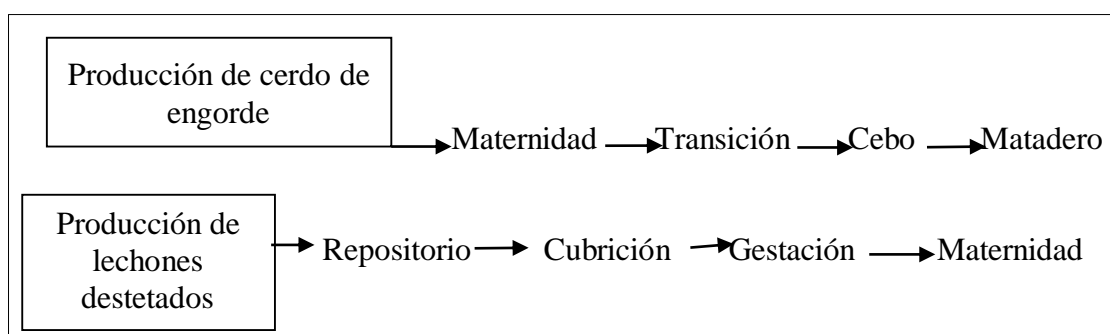 Producción de cerdo de
engorde
Maternidad Transición Cebo Matadero
Producción de
lechones
destetados
Repositorio Cubrición Gestación Maternidad